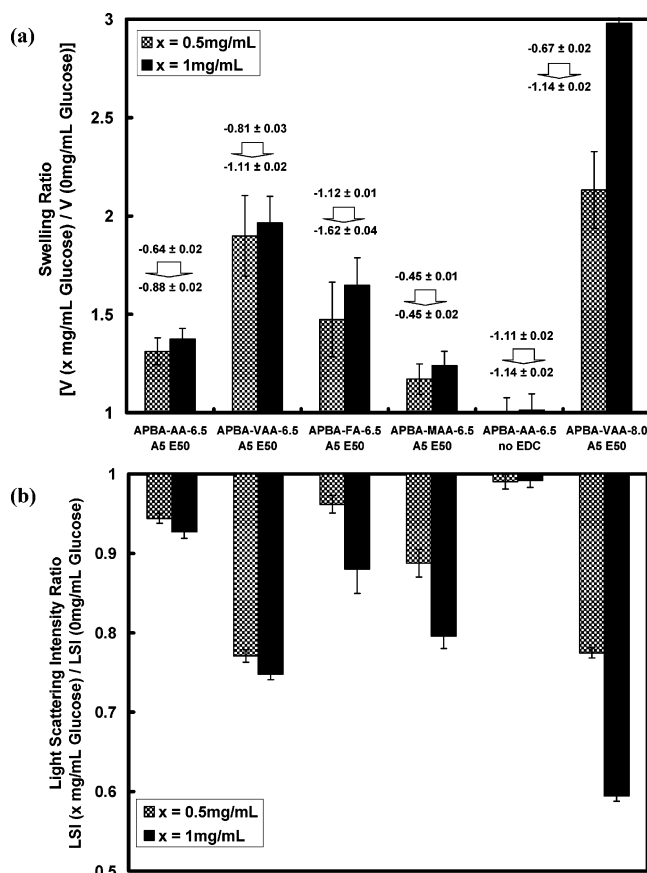 (a)
3
2.5
2
1.5
1
Swelling Ratio
[V (x mg/mL Glucose) / V (0mg/mL Glucose)]
x = 0.5mg/mL
x = 1mg/mL
-0.64 ± 0.02
-0.88 ± 0.02
-0.81 ± 0.03
-1.11 ± 0.02
-1.12 ± 0.01
-1.62 ± 0.04
-0.45 ± 0.01
-0.45 ± 0.02
-1.11 ± 0.02
-1.14 ± 0.02
-0.67 ± 0.02
-1.14 ± 0.02
APBA-AA-6.5
A5 E50
APBA-VAA-6.5
A5 E50
APBA-FA-6.5
A5 E50
APBA-MAA-6.5
A5 E50
APBA-AA-6.5
no EDC
APBA-VAA-8.0
A5 E50
(b)
1
0.9
0.8
0.7
0.6
0.5
Light Scattering Intensity Ratio
LSI (x mg/mL Glucose) / LSI (0mg/mL Glucose)
x = 0.5mg/mL
x = 1mg/mL